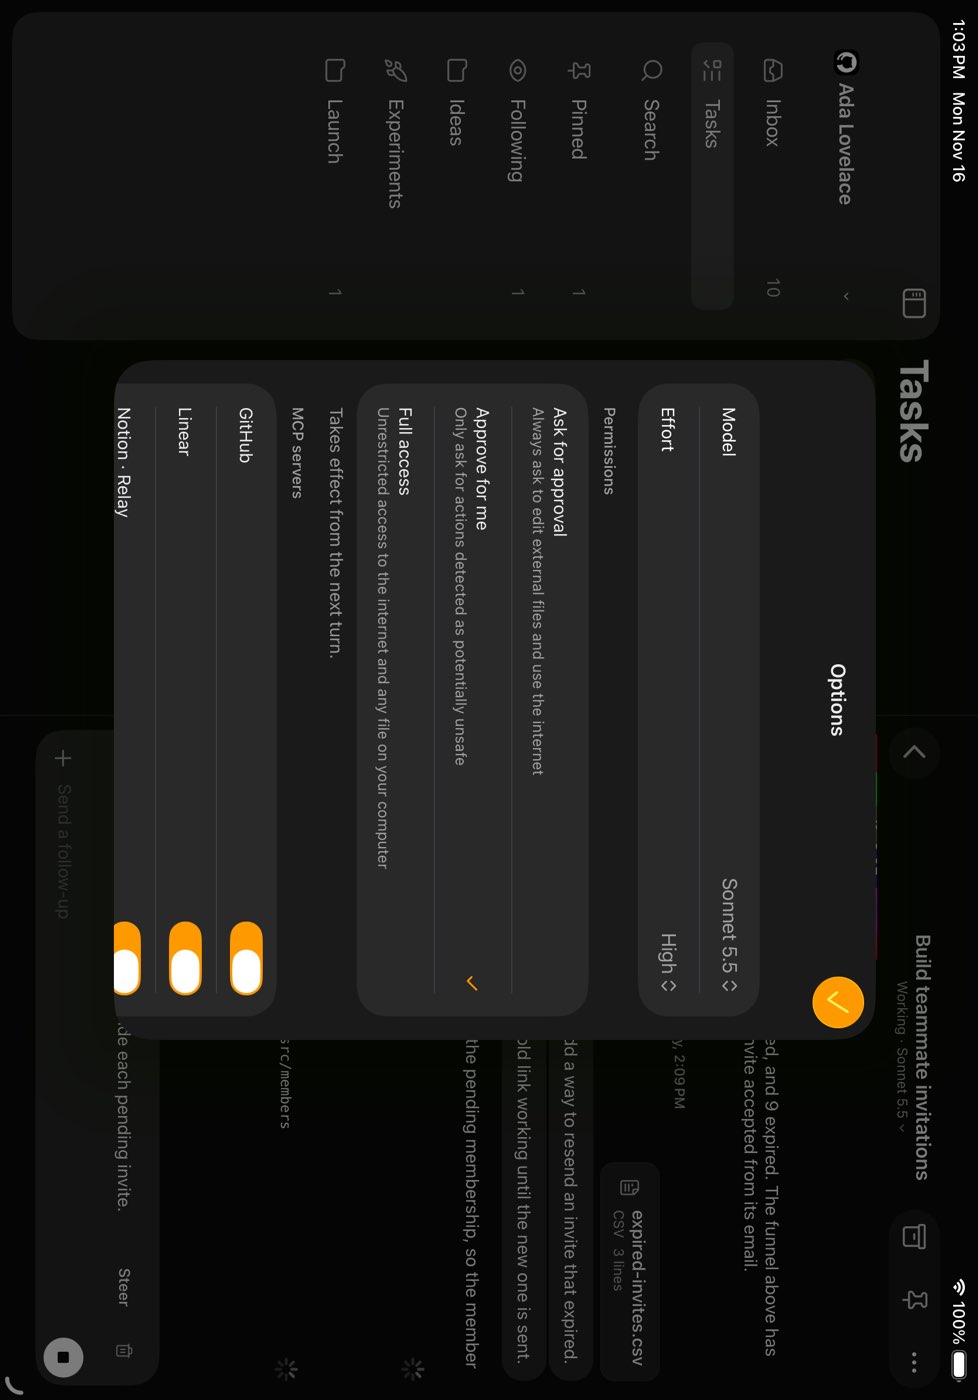 1:03 PM Mon Nov 16
100%
Ada Lovelace
Inbox 10
Tasks
Search
Pinned 1
Following 1
Ideas
Experiments
Launch 1
Tasks
Build teammate invitations
Working · Sonnet 5.5
Options
Model Sonnet 5.5
Effort High
Permissions
Ask for approval
Always ask to edit external files and use the internet
Approve for me
Only ask for actions detected as potentially unsafe
Full access
Unrestricted access to the internet and any file on your computer
Takes effect from the next turn.
MCP servers
GitHub
Linear
Notion · Relay
ed, and 9 expired. The funnel above has
nvite accepted from its email.
y, 2:09 PM
expired-invites.csv
CSV 3 lines
dd a way to resend an invite that expired.
old link working until the new one is sent.
the pending membership, so the member
src/members
de each pending invite. Steer
Send a follow-up